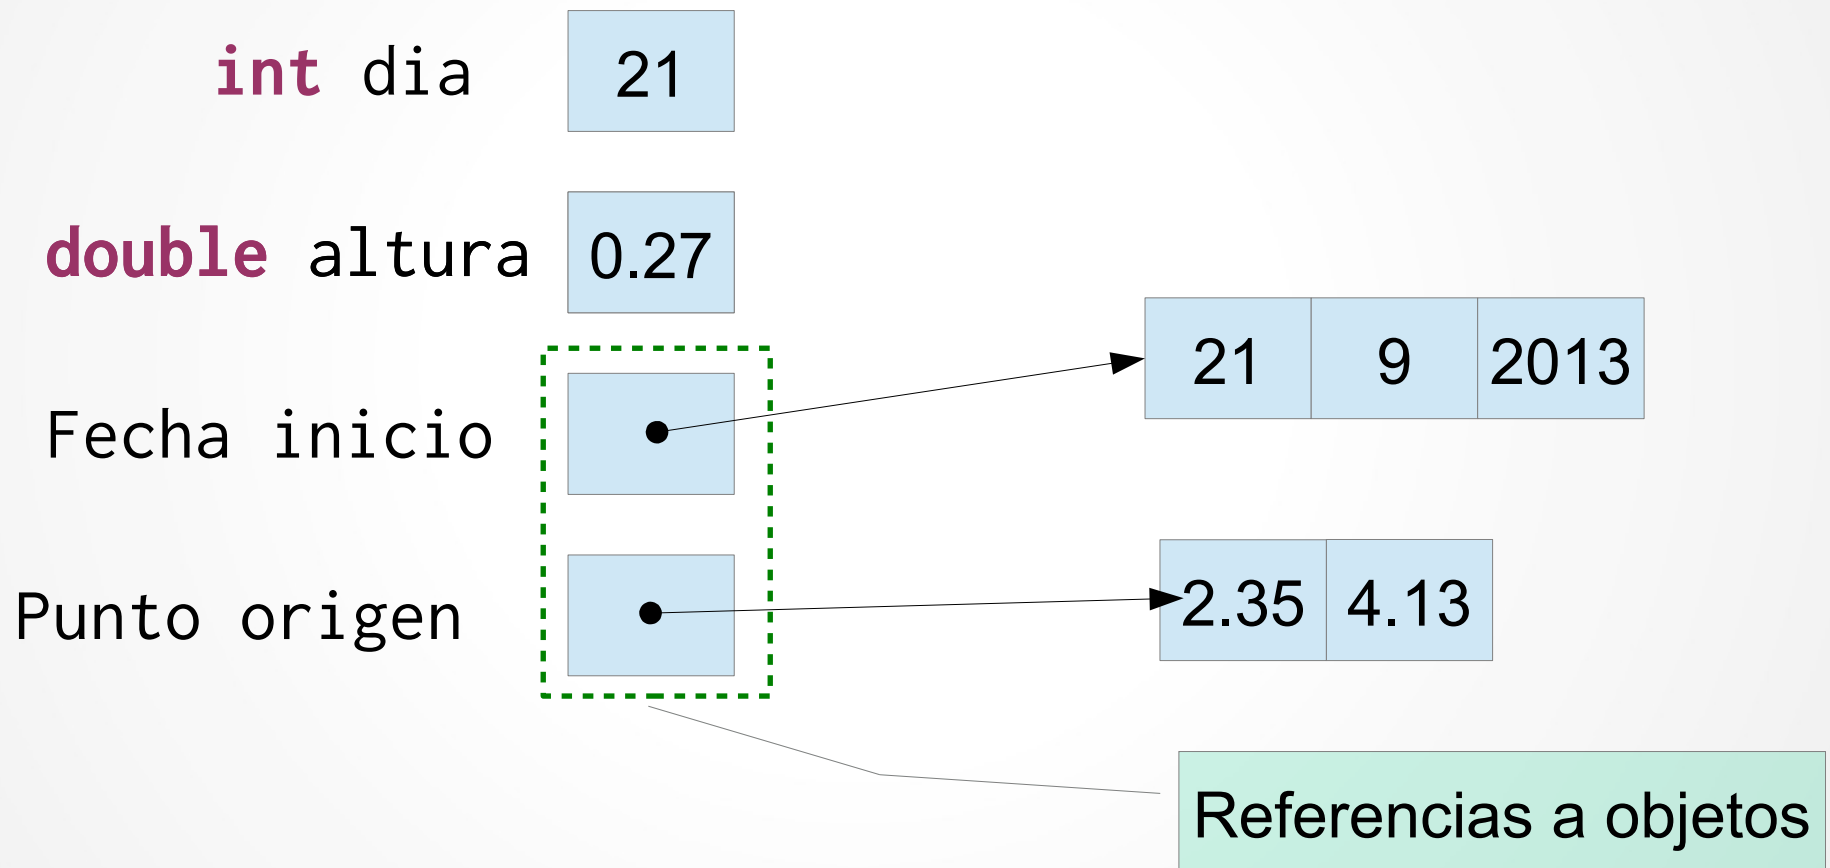 int dia 21
double altura 0.27
21 9 2013
Fecha inicio
2.35 4.13
Punto origen
Referencias a objetos